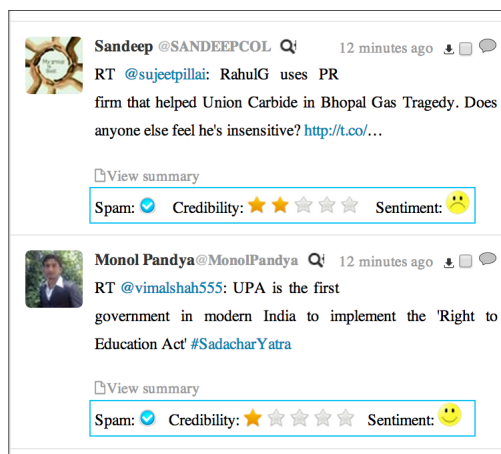 Sandeep @SANDEEPCOL 12 minutes ago
RT @sujeetpillai: RahulG uses PR
firm that helped Union Carbide in Bhopal Gas Tragedy. Does
anyone else feel he's insensitive? http://t.co/…
View summary
Spam: Credibility: Sentiment:
Monol Pandya@MonolPandya 12 minutes ago
RT @vimalshah555: UPA is the first
government in modern India to implement the 'Right to
Education Act' #SadacharYatra
View summary
Spam: Credibility: Sentiment: